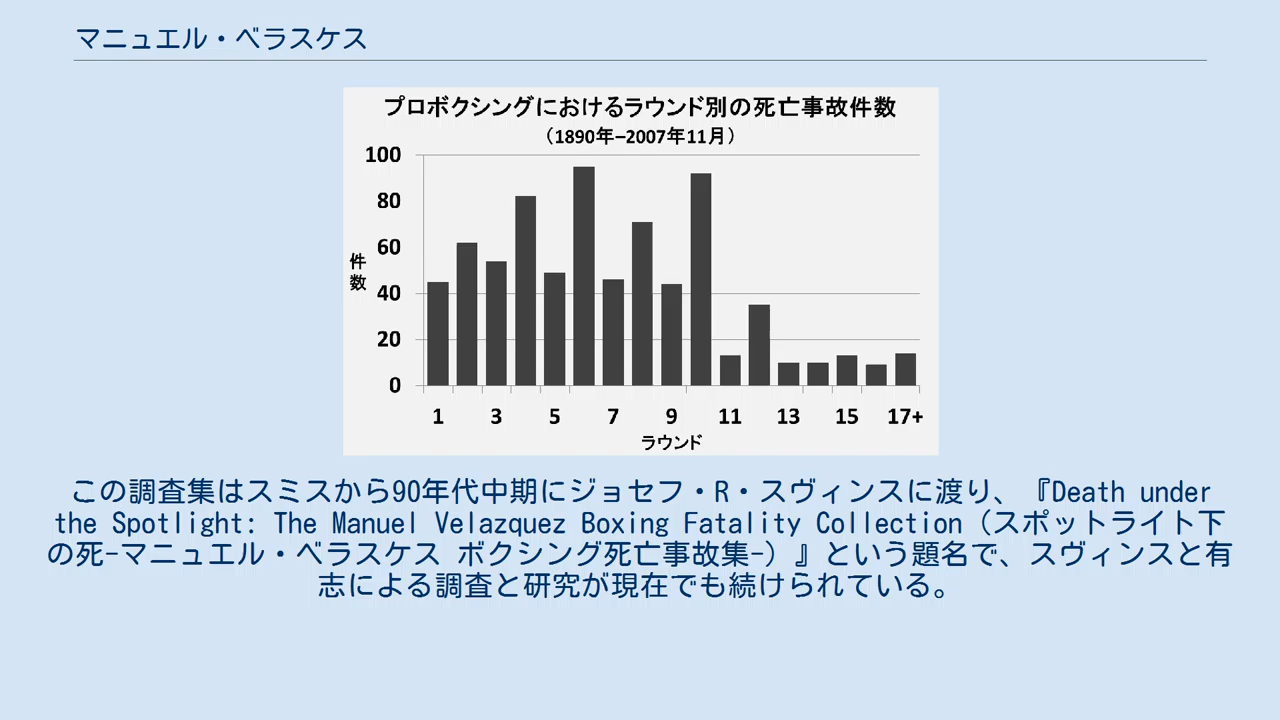 マニュエル・ベラスケス
プロボクシングにおけるラウンド別の死亡事故件数
（1890年–2007年11月）
100
80
60
40
20
0
件数
1 3 5 7 9 11 13 15 17+
ラウンド
この調査集はスミスから90年代中期にジョセフ・R・スヴィンスに渡り、『Death under
the Spotlight: The Manuel Velazquez Boxing Fatality Collection（スポットライト下
の死-マニュエル・ベラスケス ボクシング死亡事故集-）』という題名で、スヴィンスと有
志による調査と研究が現在でも続けられている。